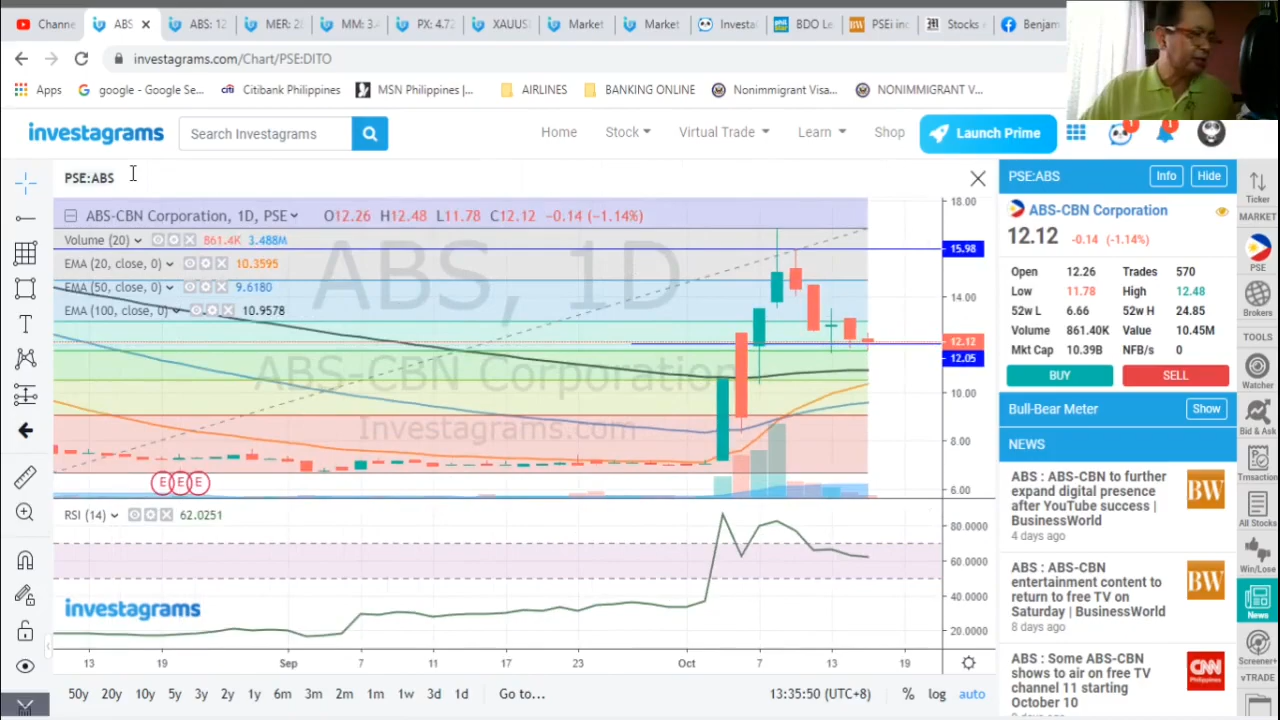 Channe
ABS
ABS: 12
MER: 28
MM: 3.4
PX: 4.72
XAUUS
Market
Market
Investa
BDO Le
PSEi inc
Stocks
Benjam
investagrams.com/Chart/PSE:DITO
Apps
google - Google Se...
Citibank Philippines
MSN Philippines |...
AIRLINES
BANKING ONLINE
Nonimmigrant Visa...
NONIMMIGRANT V...
investagrams
Search Investagrams
Home
Stock
Virtual Trade
Learn
Shop
Launch Prime
1
1
PSE:ABS
ABS-CBN Corporation, 1D, PSE O12.26 H12.48 L11.78 C12.12 -0.14 (-1.14%)
Volume (20) 861.4K 3.488M
EMA (20, close, 0) 10.3595
EMA (50, close, 0) 9.6180
EMA (100, close, 0) 10.9578
ABS, 1D
ABS-CBN Corporation
Investagrams.com
E E E
18.00
15.98
14.00
12.12
12.05
10.00
8.00
6.00
RSI (14) 62.0251
80.0000
60.0000
40.0000
20.0000
investagrams
13 19 Sep 7 11 17 23 Oct 7 13 19
50y 20y 10y 5y 3y 2y 1y 6m 3m 2m 1m 1w 3d 1d Go to... 13:35:50 (UTC+8) % log auto
PSE:ABS Info Hide
ABS-CBN Corporation
12.12 -0.14 (-1.14%)
Open 12.26 Trades 570
Low 11.78 High 12.48
52w L 6.66 52w H 24.85
Volume 861.40K Value 10.45M
Mkt Cap 10.39B NFB/s 0
BUY SELL
Bull-Bear Meter Show
NEWS
ABS : ABS-CBN to further
expand digital presence
after YouTube success |
BusinessWorld
4 days ago
BW
ABS : ABS-CBN
entertainment content to
return to free TV on
Saturday | BusinessWorld
8 days ago
BW
ABS : Some ABS-CBN
shows to air on free TV
channel 11 starting
October 10
CNN
Philippines
Ticker
MARKET
PSE
Brokers
TOOLS
Watcher
Bid & Ask
Trnsaction
All Stocks
Win/Lose
News
Screener+
vTRADE